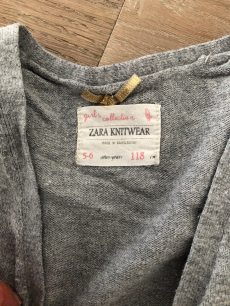 girls collection
ZARA KNITWEAR
5-6
118 cm